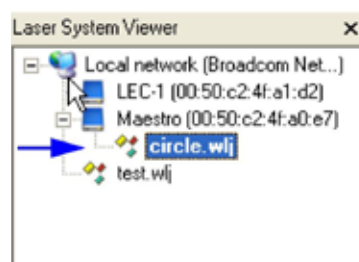 Laser System Viewer
Local network (Broadcom Net...)
LEC-1 (00:50:c2:4f:a1:d2)
Maestro (00:50:c2:4f:a0:e7)
circle.wlj
test.wlj